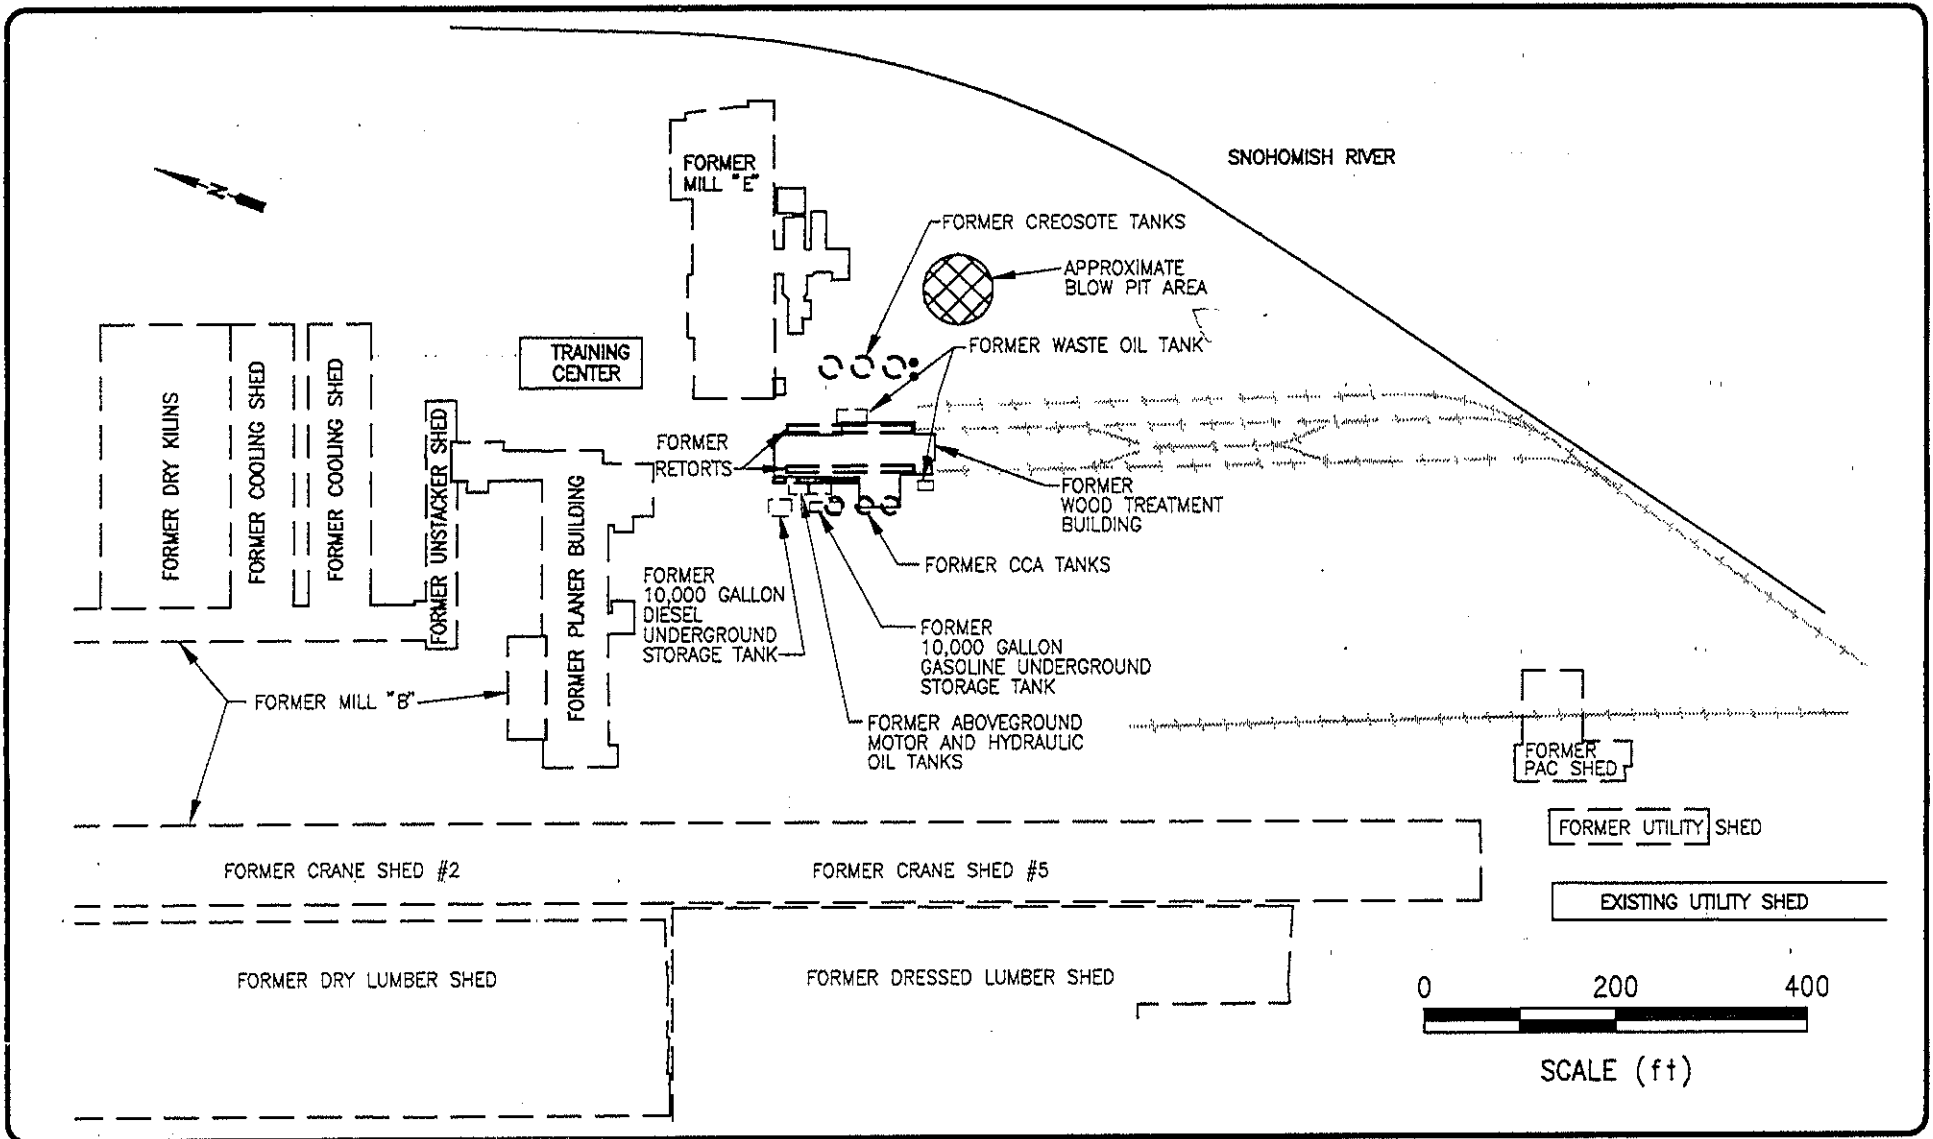 SNOHOMISH RIVER
FORMER
MILL "E"
N
FORMER CREOSOTE TANKS
APPROXIMATE
BLOW PIT AREA
FORMER WASTE OIL TANK
TRAINING
CENTER
FORMER DRY KILINS
FORMER COOLING SHED
FORMER COOLING SHED
FORMER UNSTACKER SHED
FORMER PLANER BUILDING
FORMER
RETORTS
FORMER
WOOD TREATMENT
BUILDING
FORMER CCA TANKS
FORMER
10,000 GALLON
DIESEL
UNDERGROUND
STORAGE TANK
FORMER
10,000 GALLON
GASOLINE UNDERGROUND
STORAGE TANK
FORMER MILL "B"
FORMER ABOVEGROUND
MOTOR AND HYDRAULIC
OIL TANKS
FORMER
PAC SHED
FORMER UTILITY SHED
FORMER CRANE SHED #2
FORMER CRANE SHED #5
EXISTING UTILITY SHED
FORMER DRY LUMBER SHED
FORMER DRESSED LUMBER SHED
0 200 400
SCALE (ft)